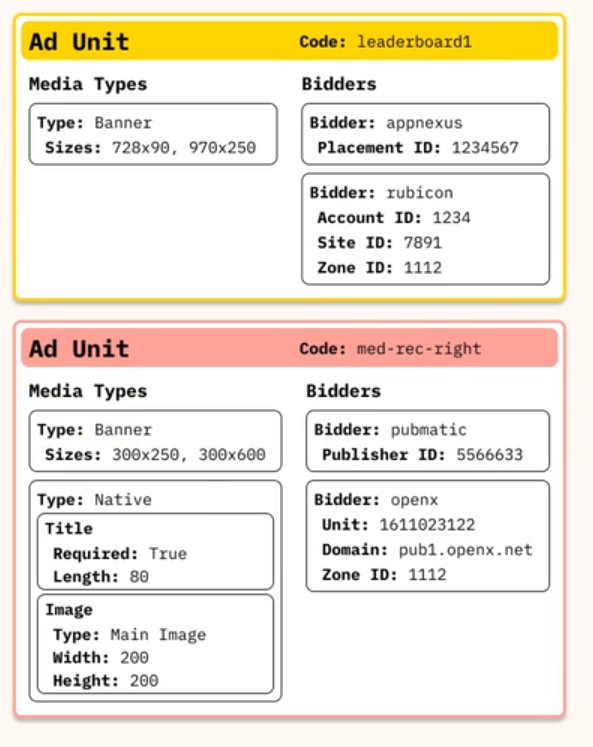 Ad Unit
Code: leaderboard1
Media Types
Type: Banner
Sizes: 728x90, 970x250
Bidders
Bidder: appnexus
Placement ID: 1234567
Bidder: rubicon
Account ID: 1234
Site ID: 7891
Zone ID: 1112
Ad Unit
Code: med-rec-right
Media Types
Type: Banner
Sizes: 300x250, 300x600
Type: Native
Title
Required: True
Length: 80
Image
Type: Main Image
Width: 200
Height: 200
Bidders
Bidder: pubmatic
Publisher ID: 5566633
Bidder: openx
Unit: 1611023122
Domain: pub1.openx.net
Zone ID: 1112